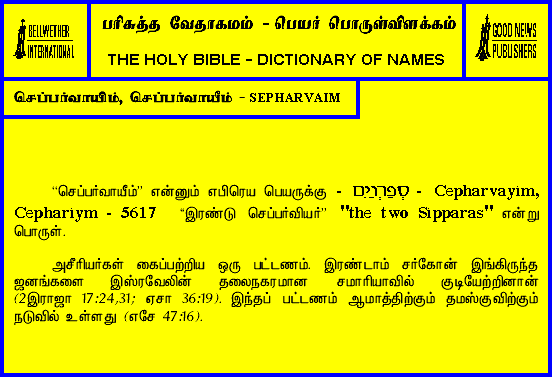 BELLWETHER
INTERNATIONAL
பரிசுத்த வேதாகமம் - பெயர் பொருள்விளக்கம்
THE HOLY BIBLE - DICTIONARY OF NAMES
GOOD NEWS
PUBLISHERS
செப்பர்வாயிம், செப்பர்வாயீம் - SEPHARVAIM
“செப்பர்வாயீம்” என்னும் எபிரெய பெயருக்கு - סְפַרְוַיִם - Cepharvayim,
Cephariym - 5617 “இரண்டு செப்பர்வியர்” "the two Sipparas" என்று
பொருள்.
அசீரியர்கள் கைப்பற்றிய ஒரு பட்டணம். இரண்டாம் சர்கோன் இங்கிருந்த
ஜனங்களை இஸ்ரவேலின் தலைநகரமான சமாரியாவில் குடியேற்றினான்
(2இராஜா 17:24,31; ஏசா 36:19). இந்தப் பட்டணம் ஆமாத்திற்கும் தமஸ்குவிற்கும்
நடுவில் உள்ளது (எசே 47:16).